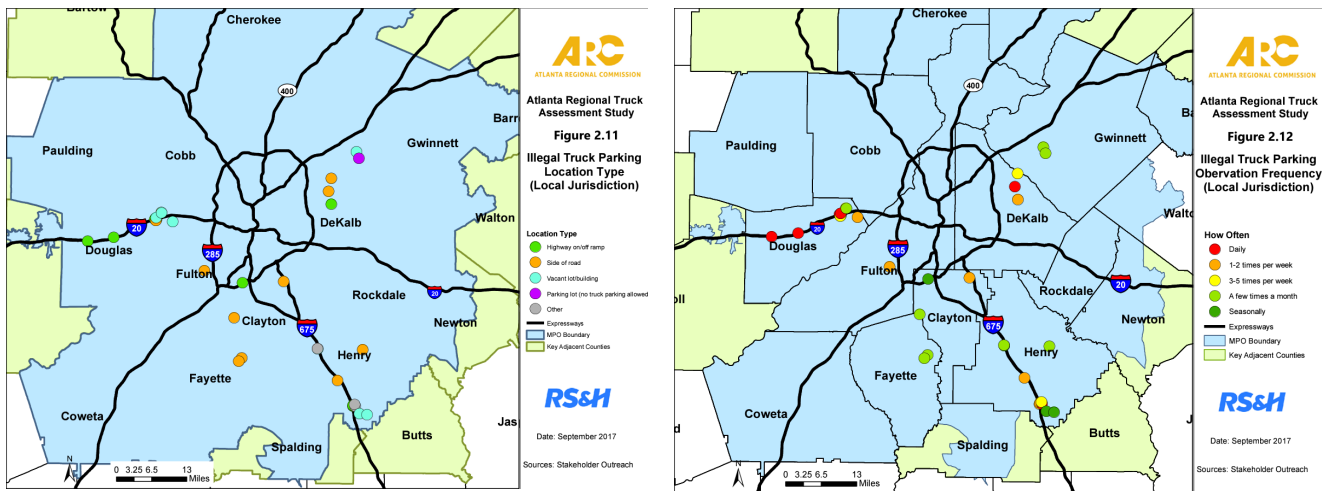 Cherokee
Bartow
400
Barr
Gwinnett
Paulding
Cobb
DeKalb
Walton
20
Douglas
285
Fulton
Rockdale
20
Clayton
Newton
675
Henry
Fayette
Coweta
Butts
Jasp
Spalding
N
0 3.25 6.5 13
Miles
ARC
ATLANTA REGIONAL COMMISSION
Atlanta Regional Truck
Assessment Study
Figure 2.11
Illegal Truck Parking
Location Type
(Local Jurisdiction)
Location Type
Highway on/off ramp
Side of road
Vacant lot/building
Parking lot (no truck parking allowed
Other
Expressways
MPO Boundary
Key Adjacent Counties
RS&H
Date: September 2017
Sources: Stakeholder Outreach
Cherokee
400
Ba
Gwinnett
Paulding
Cobb
DeKalb
Walto
20
Douglas
285
Fulton
Rockdale
20
oll
Clayton
Newton
675
Henry
Fayette
Coweta
d
Butts
Spalding
N
0 3.25 6.5 13
Miles
ARC
ATLANTA REGIONAL COMMISSION
Atlanta Regional Truck
Assessment Study
Figure 2.12
Illegal Truck Parking
Obervation Frequency
(Local Jurisdiction)
How Often
Daily
1-2 times per week
3-5 times per week
A few times a month
Seasonally
Expressways
MPO Boundary
Key Adjacent Counties
RS&H
Date: September 2017
Sources: Stakeholder Outreach